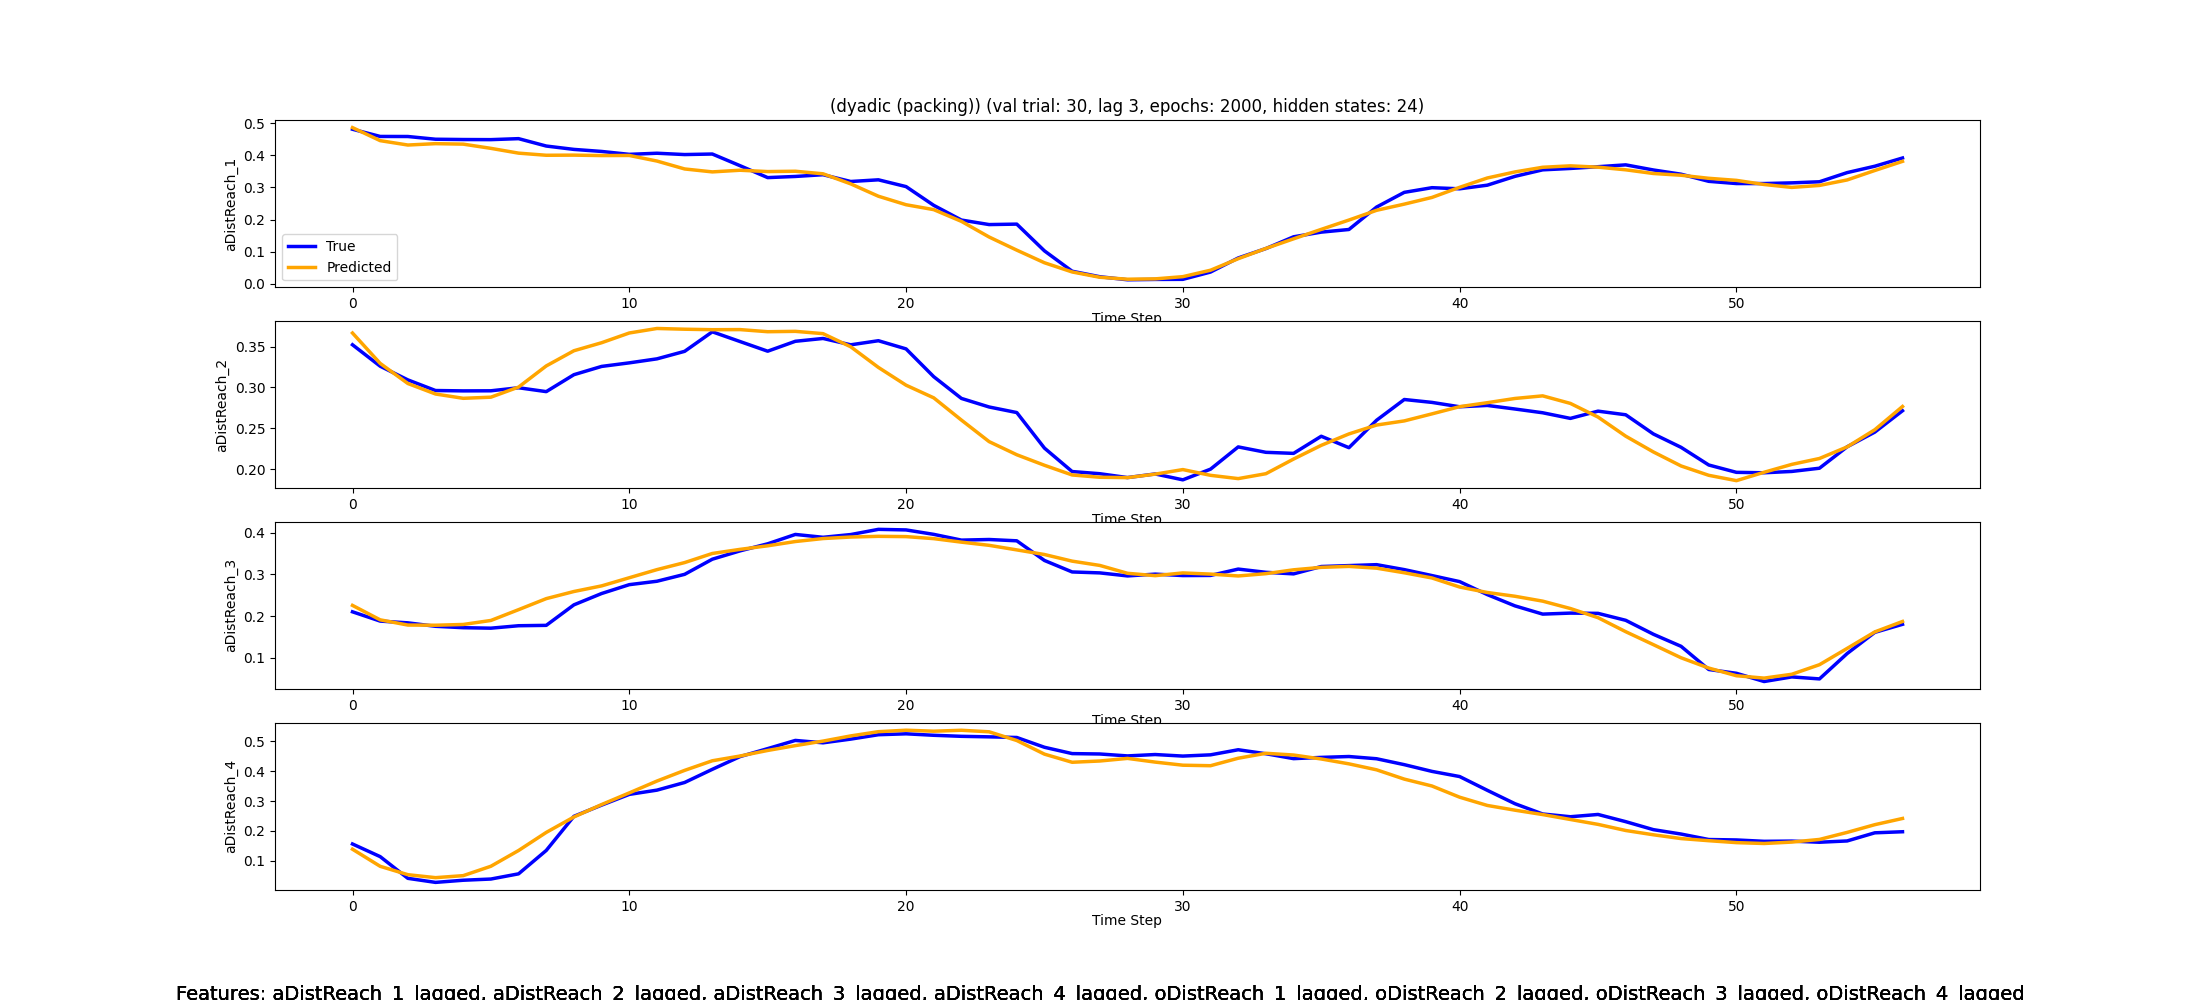 (dyadic (packing)) (val trial: 30, lag 3, epochs: 2000, hidden states: 24)
aDistReach_1
0.5
0.4
0.3
0.2
0.1
0.0
True
Predicted
0 10 20 30 40 50
Time Step
aDistReach_2
0.35
0.30
0.25
0.20
0 10 20 30 40 50
Time Step
aDistReach_3
0.4
0.3
0.2
0.1
0 10 20 30 40 50
Time Step
aDistReach_4
0.5
0.4
0.3
0.2
0.1
0 10 20 30 40 50
Time Step
Features: aDistReach_1_lagged, aDistReach_2_lagged, aDistReach_3_lagged, aDistReach_4_lagged, oDistReach_1_lagged, oDistReach_2_lagged, oDistReach_3_lagged, oDistReach_4_lagged